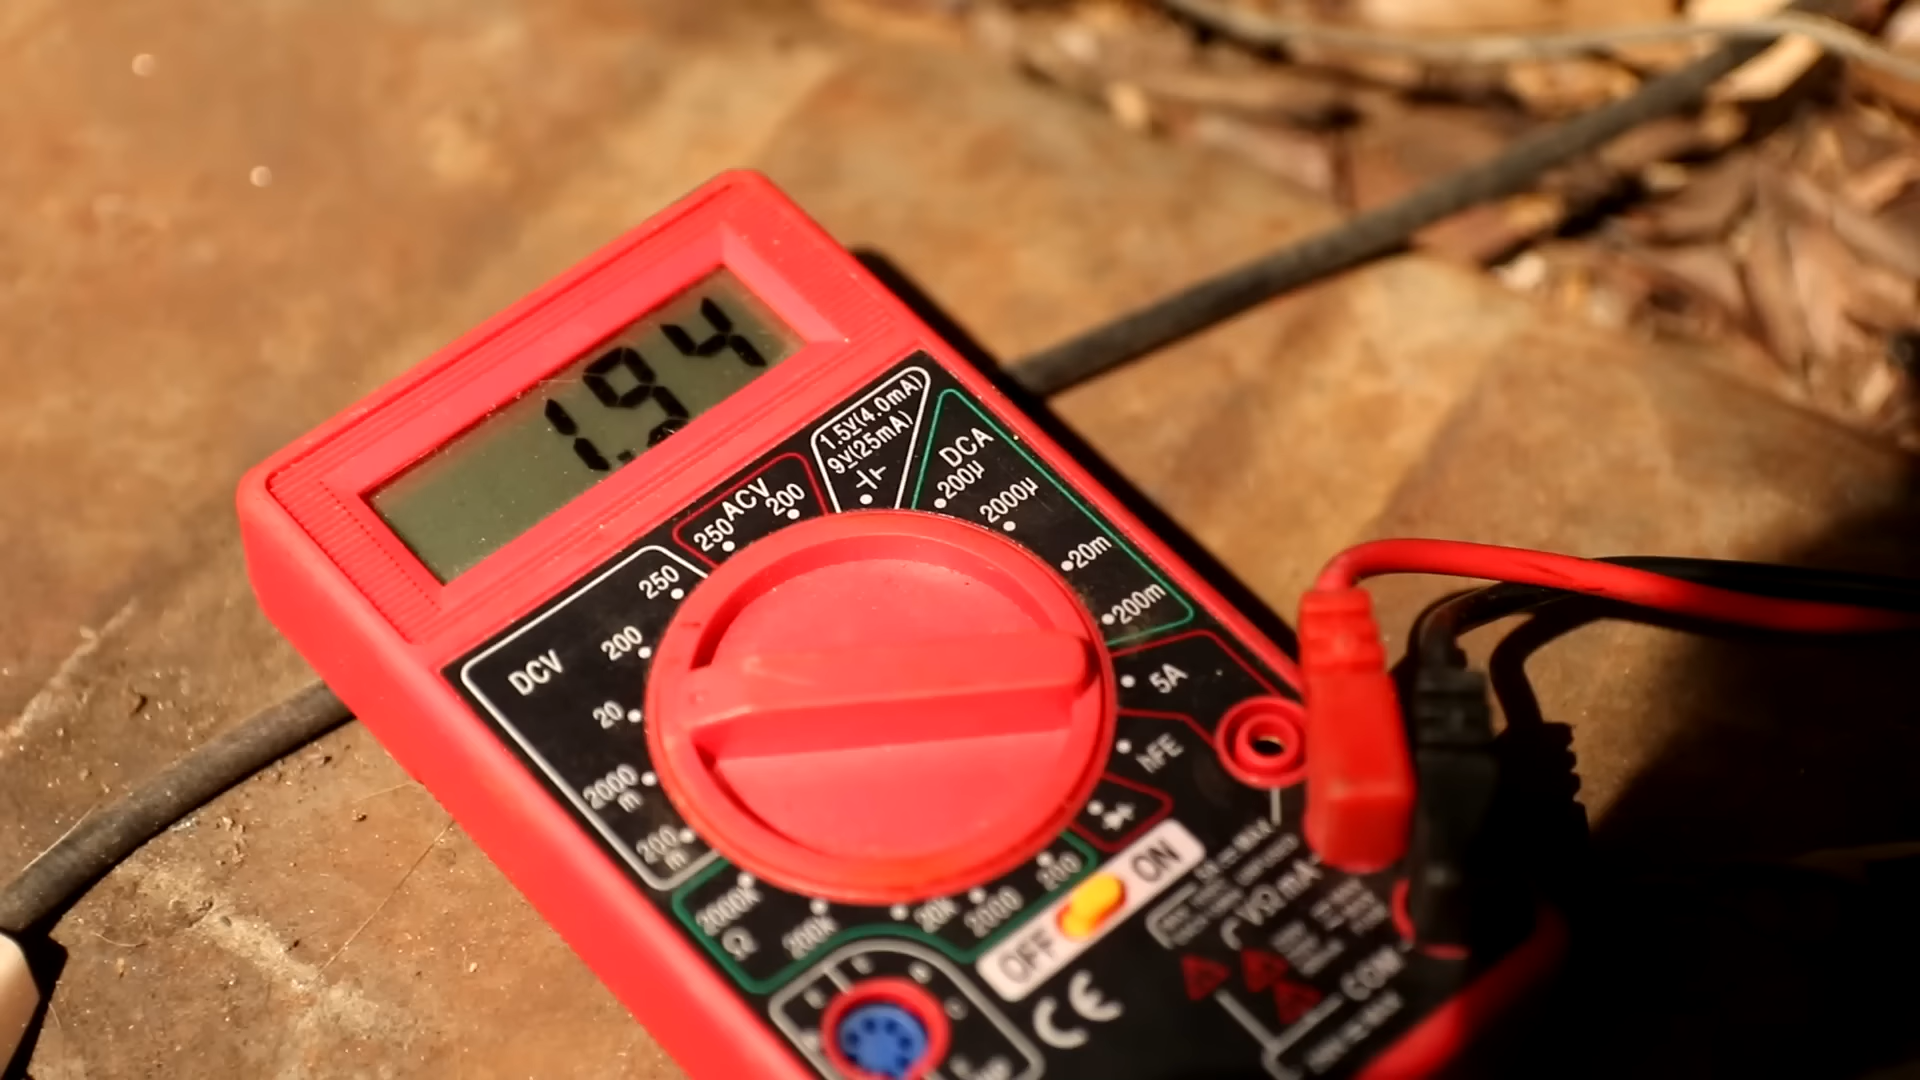 1.94
1.5V(4.0mA)
9V(25mA)
ACV
250
200
DCA
200µ
2000µ
20m
200m
DCV
250
200
20
2000
m
200
m
5A
hFE
2000K
Ω
200k
20k
2000
200
OFF
ON
VΩmA
COM
CE